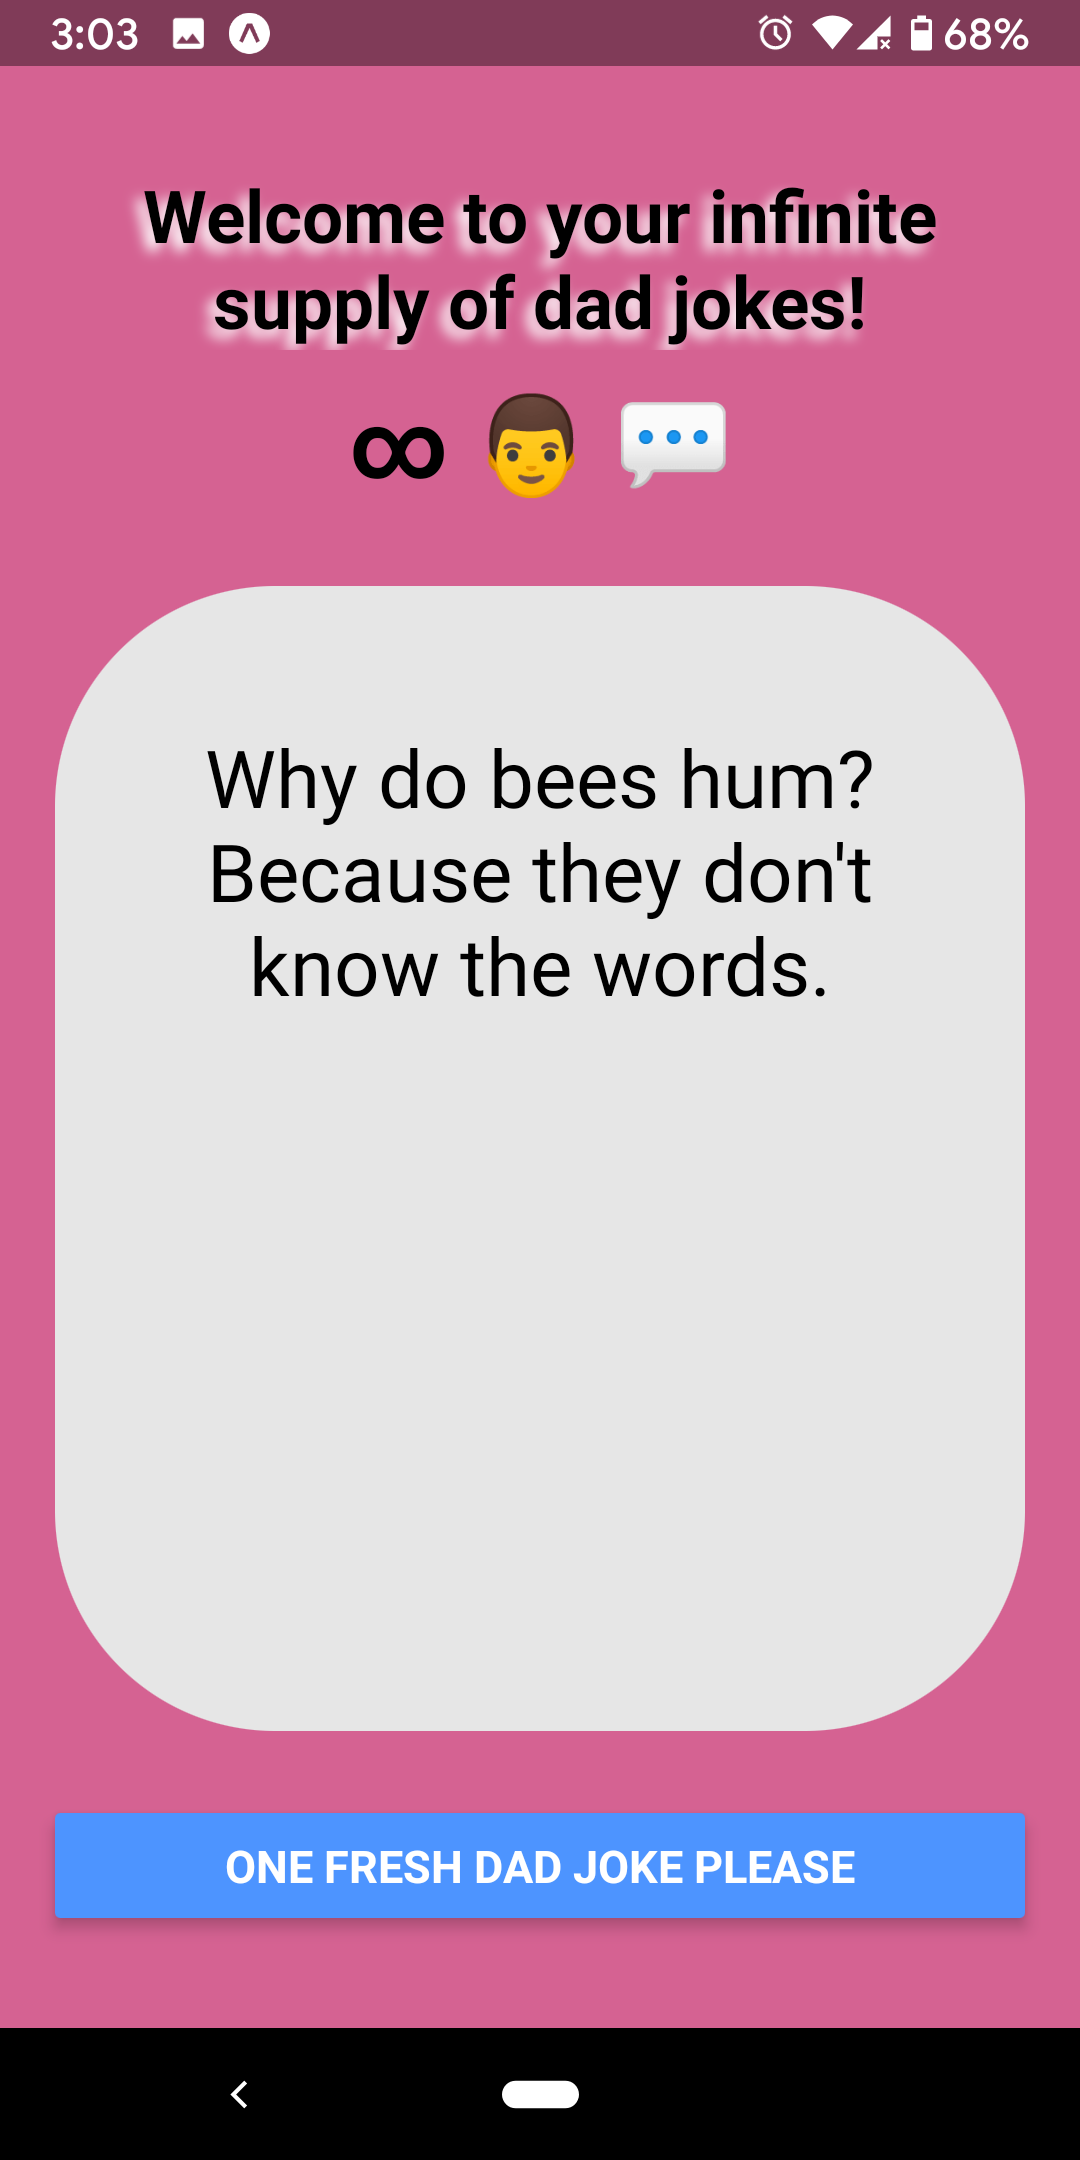 3:03
68%
Welcome to your infinite
supply of dad jokes!
∞ 👨 💬
Why do bees hum?
Because they don't
know the words.
ONE FRESH DAD JOKE PLEASE